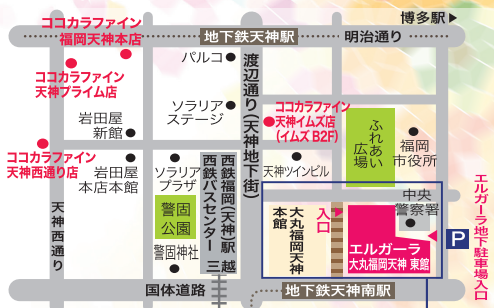 博多駅▶
ココカラファイン
福岡天神本店
地下鉄天神駅
明治通り
パルコ
渡辺通り(天神地下街)
ココカラファイン
天神プライム店
ソラリア
ステージ
ココカラファイン
天神イムズ店
(イムズ B2F)
岩田屋
新館
ふれあい
広場
福岡
市役所
ココカラファイン
天神西通り店
岩田屋
本店本館
ソラリア
プラザ
西鉄福岡(天神)駅
西鉄バスセンター
三越
天神ツインビル
天神西通り
警固
公園
警固神社
大丸福岡天神
本館
入口
中央
警察署
エルガーラ
大丸福岡天神 東館
P
エルガーラ地下駐車場入口
国体道路
地下鉄天神南駅